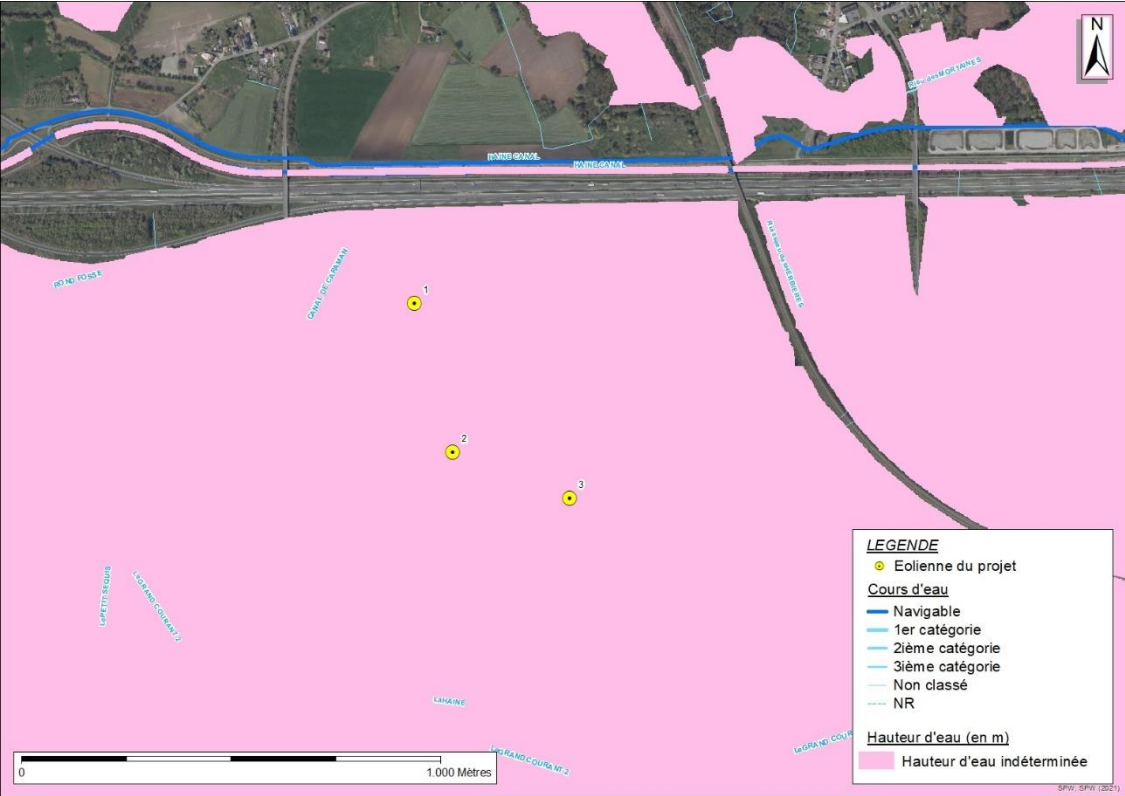 N
Rieu des MORTAINES
HAINE CANAL
HAINE CANAL
ROND FOSSE
CANAL DE CARAMAN
1
2
3
Le PETIT SEQUIS
Le GRAND COURANT 2
La HAINE
Le GRAND COURANT 2
Le GRAND COUR
LEGENDE
Eolienne du projet
Cours d'eau
Navigable
1er catégorie
2ième catégorie
3ième catégorie
Non classé
NR
Hauteur d'eau (en m)
Hauteur d'eau indéterminée
0
1.000 Mètres
SPW, SPW (2021)